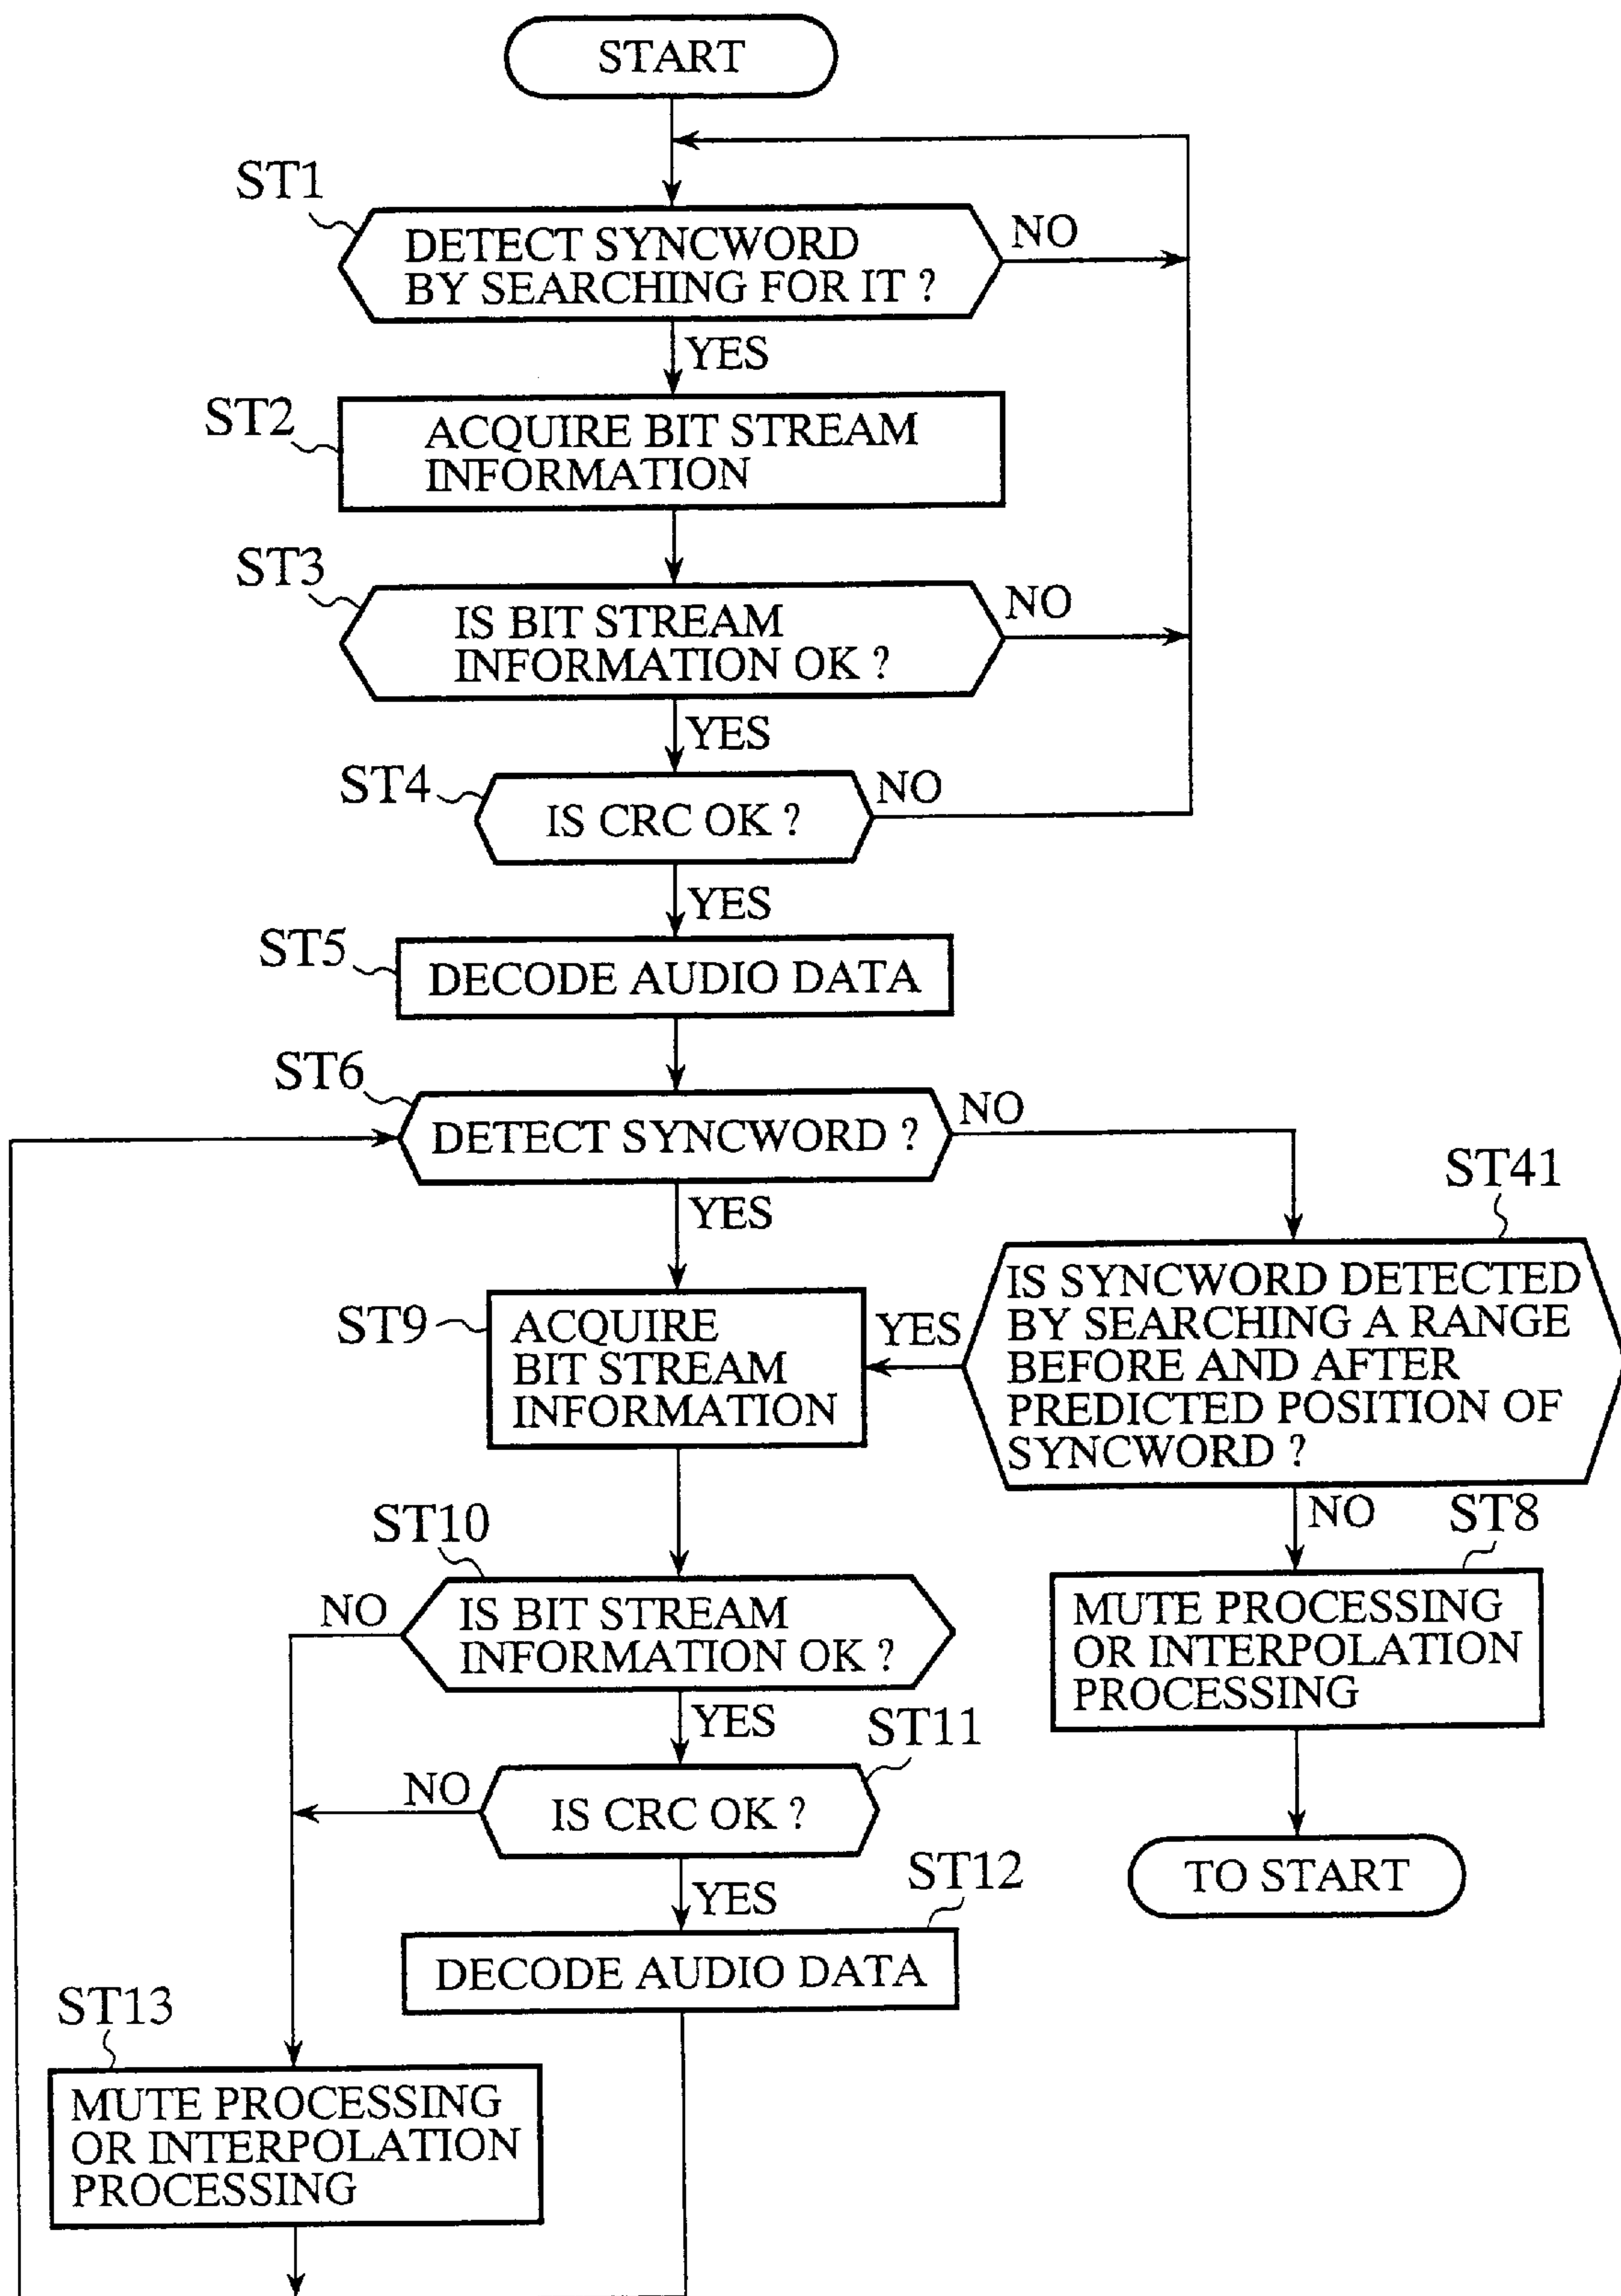 START
ST1
DETECT SYNCWORD
BY SEARCHING FOR IT ?
NO
YES
ST2
ACQUIRE BIT STREAM
INFORMATION
ST3
IS BIT STREAM
INFORMATION OK ?
NO
YES
ST4
IS CRC OK ?
NO
YES
ST5
DECODE AUDIO DATA
ST6
DETECT SYNCWORD ?
NO
YES
ST41
IS SYNCWORD DETECTED
BY SEARCHING A RANGE
BEFORE AND AFTER
PREDICTED POSITION OF
SYNCWORD ?
YES
NO
ST9
ACQUIRE
BIT STREAM
INFORMATION
ST8
MUTE PROCESSING
OR INTERPOLATION
PROCESSING
TO START
ST10
IS BIT STREAM
INFORMATION OK ?
NO
YES
ST11
IS CRC OK ?
NO
YES
ST12
DECODE AUDIO DATA
ST13
MUTE PROCESSING
OR INTERPOLATION
PROCESSING